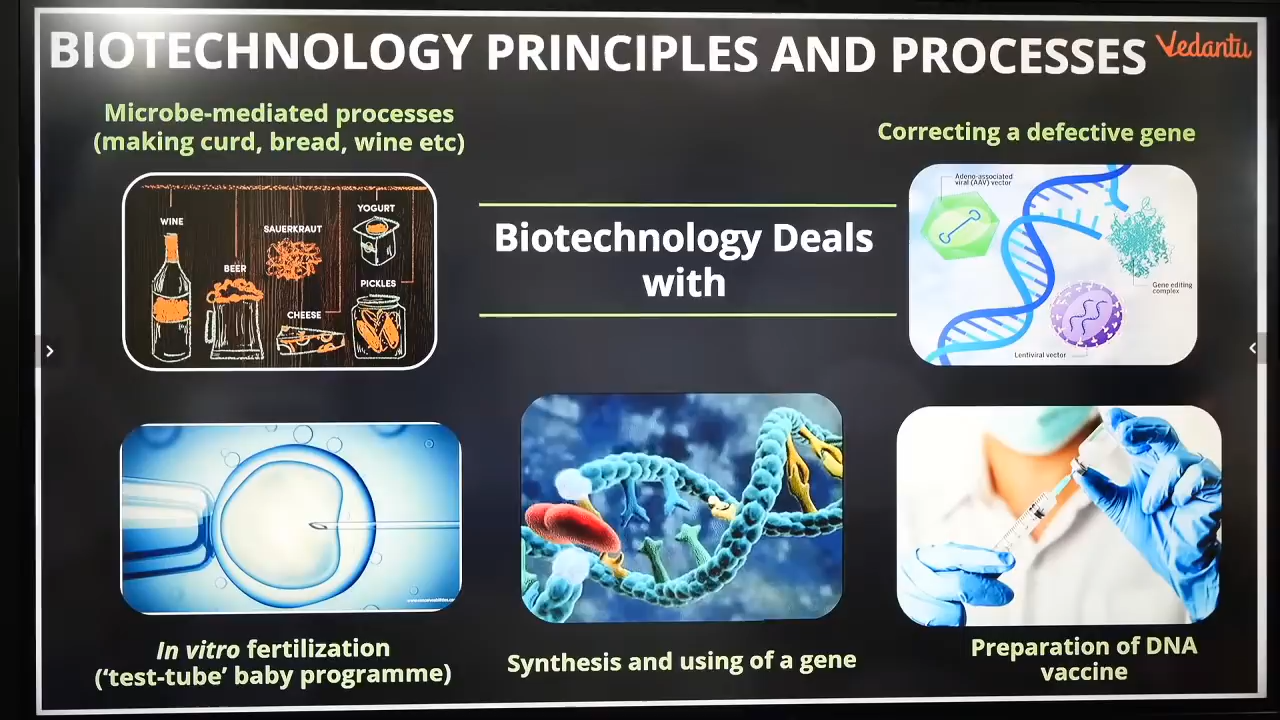 BIOTECHNOLOGY PRINCIPLES AND PROCESSES
Vedantu
Microbe-mediated processes
(making curd, bread, wine etc)
WINE
BEER
SAUERKRAUT
CHEESE
YOGURT
PICKLES
Biotechnology Deals
with
Correcting a defective gene
Adeno-associated
viral (AAV) vector
Gene editing
complex
Lentiviral vector
In vitro fertilization
(‘test-tube’ baby programme)
Synthesis and using of a gene
Preparation of DNA
vaccine